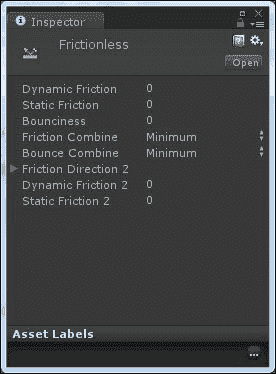 Inspector
Frictionless
Open
Dynamic Friction 0
Static Friction 0
Bounciness 0
Friction Combine Minimum
Bounce Combine Minimum
Friction Direction 2
Dynamic Friction 2 0
Static Friction 2 0
Asset Labels